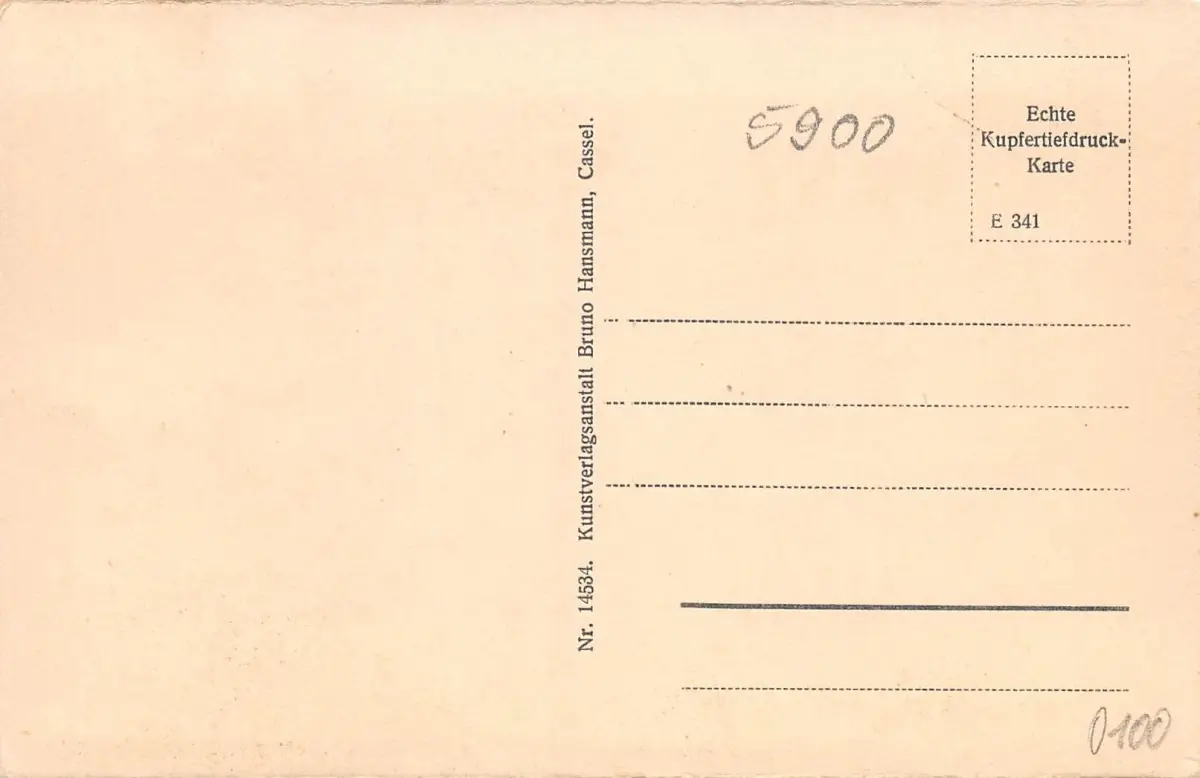 Nr. 14534. Kunstverlagsanstalt Bruno Hansmann, Cassel.
5900
Echte
Kupfertiefdruck-
Karte
E 341
0100